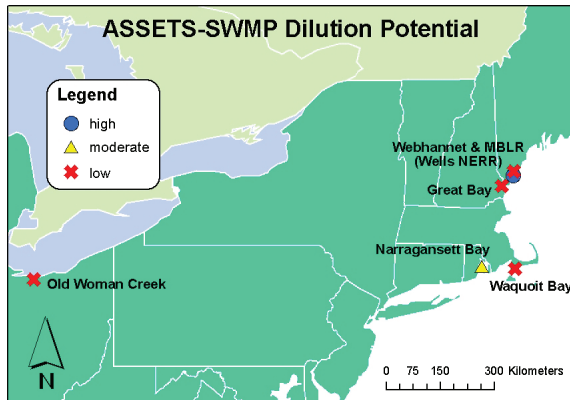 ASSETS-SWMP Dilution Potential
Legend
high
moderate
low
Webhannet & MBLR
(Wells NERR)
Great Bay
Narragansett Bay
Waquoit Bay
Old Woman Creek
N
0 75 150 300 Kilometers